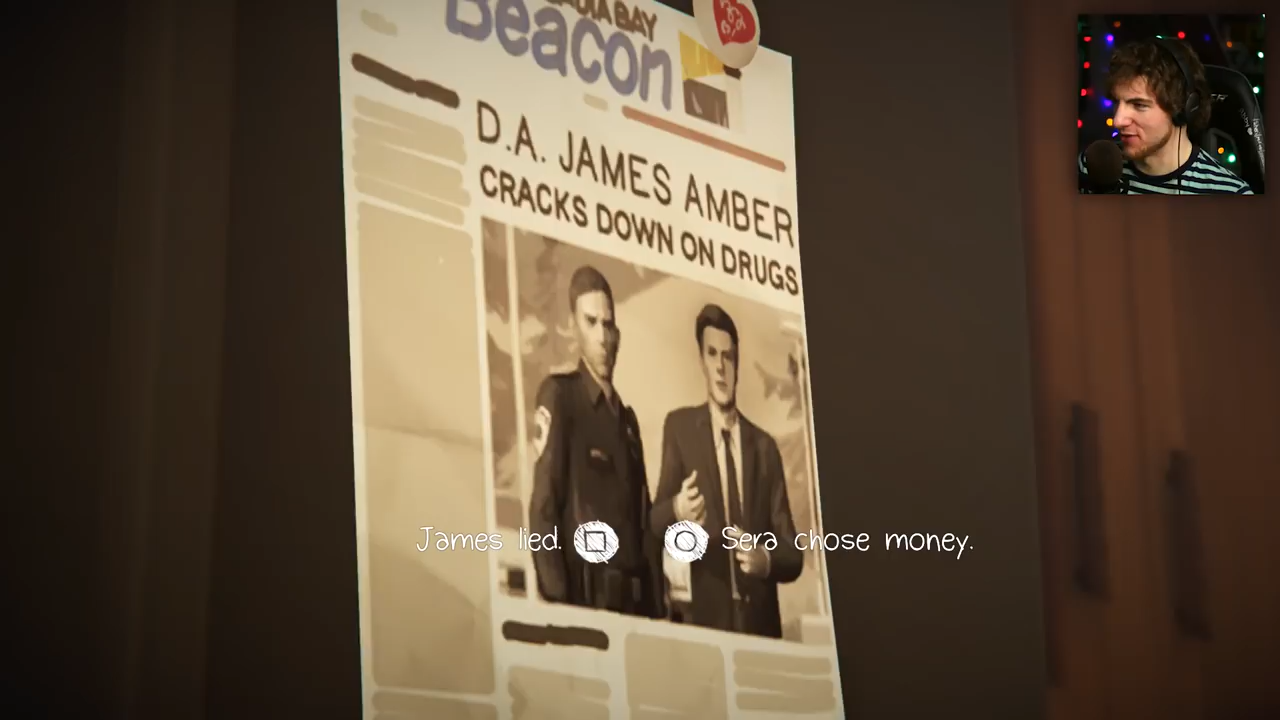 Beacon
D.A. JAMES AMBER
CRACKS DOWN ON DRUGS
James lied.
Sera chose money.